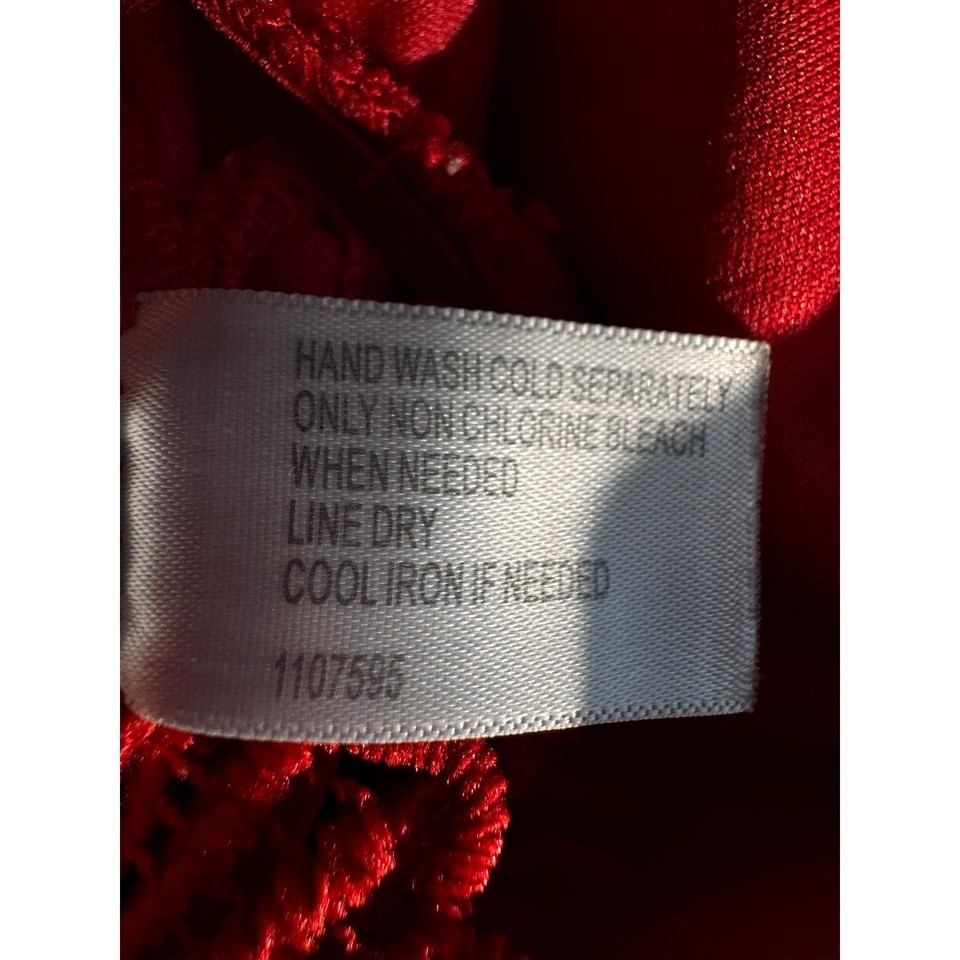 HAND WASH COLD SEPARATELY
ONLY NON CHLORINE BLEACH
WHEN NEEDED
LINE DRY
COOL IRON IF NEEDED
1107595